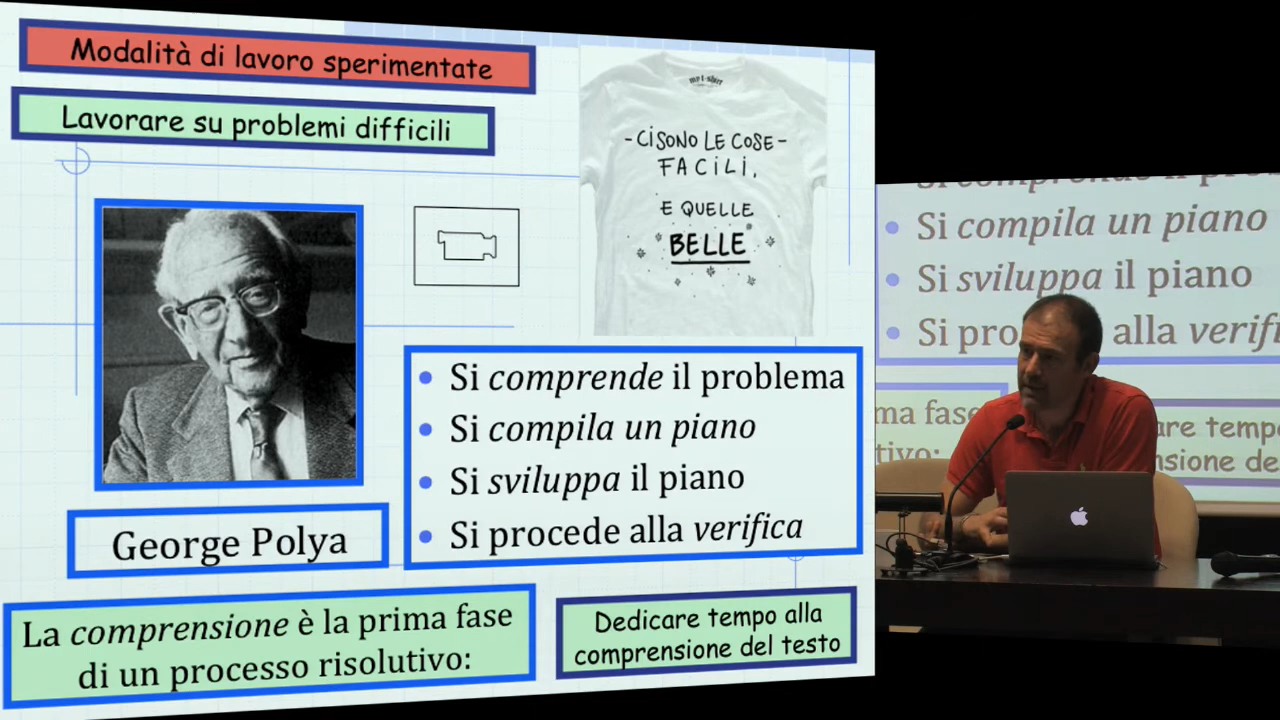 Modalità di lavoro sperimentate
Lavorare su problemi difficili
my t-shirt
- CI SONO LE COSE -
FACILI,
E QUELLE
BELLE
George Polya
• Si comprende il problema
• Si compila un piano
• Si sviluppa il piano
• Si procede alla verifica
La comprensione è la prima fase
di un processo risolutivo:
Dedicare tempo alla
comprensione del testo
• Si compila un piano
• Si sviluppa il piano
• Si pro alla verifi
ma fase
tivo:
are tempo
nsione de